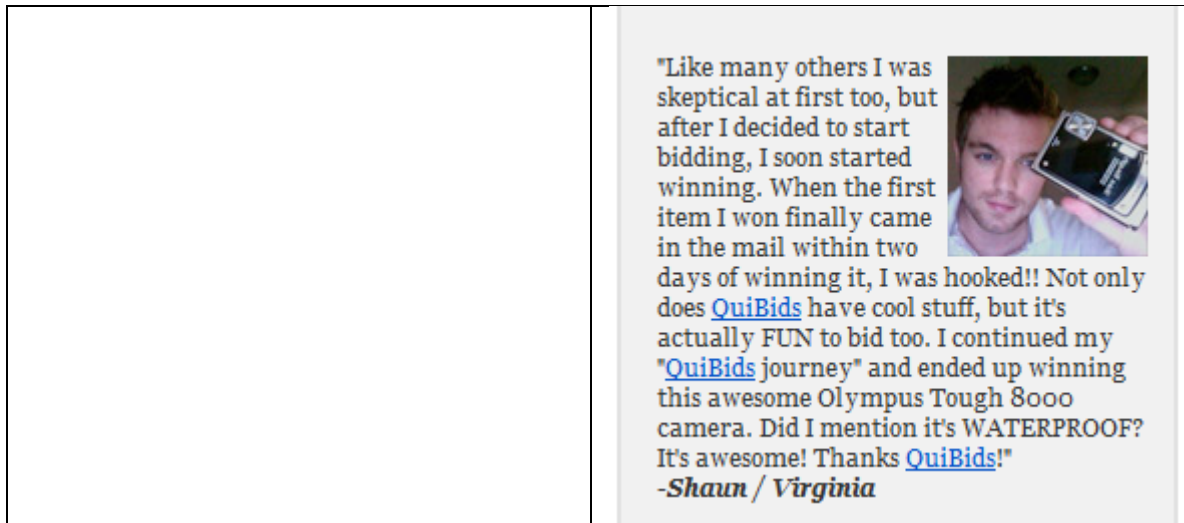 "Like many others I was
skeptical at first too, but
after I decided to start
bidding, I soon started
winning. When the first
item I won finally came
in the mail within two
days of winning it, I was hooked!! Not only
does QuiBids have cool stuff, but it's
actually FUN to bid too. I continued my
"QuiBids journey" and ended up winning
this awesome Olympus Tough 8000
camera. Did I mention it's WATERPROOF?
It's awesome! Thanks QuiBids!"
-Shaun / Virginia